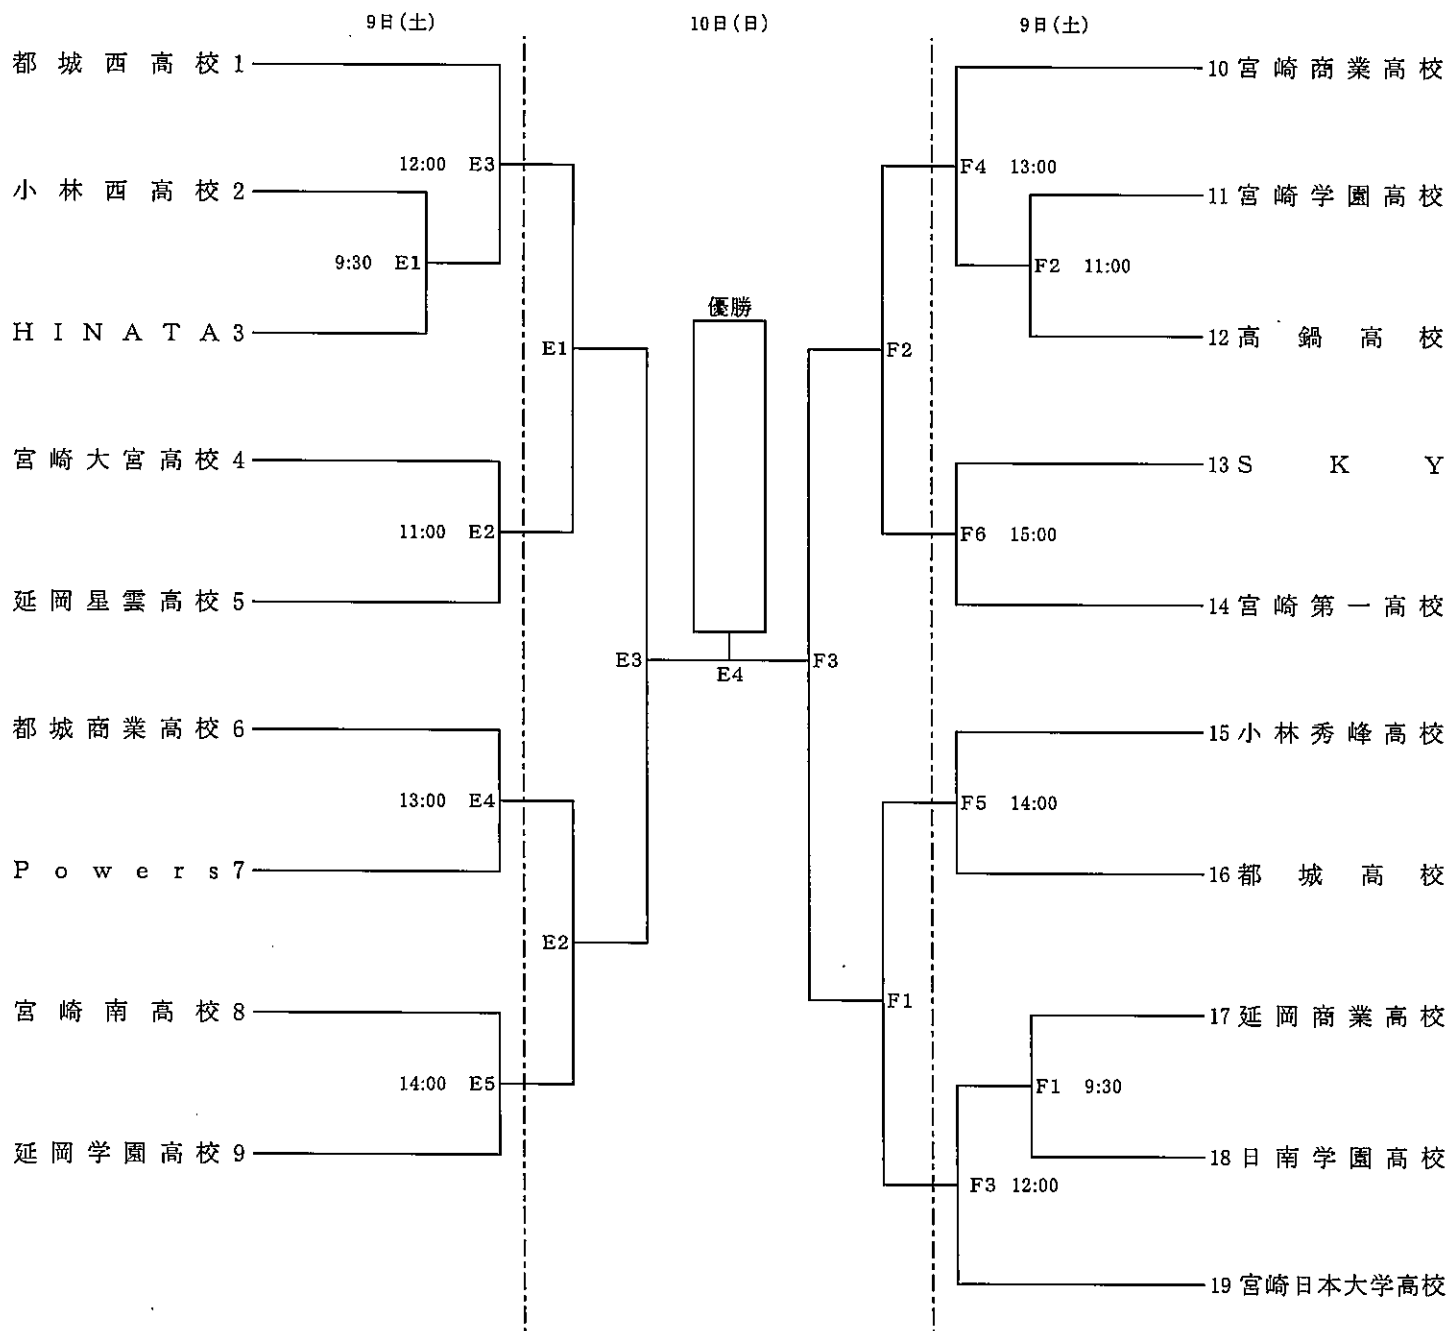 9日(土) 10日(日) 9日(土)
都城西高校 1
10 宮崎商業高校
12:00 E3
F4 13:00
小林西高校 2
11 宮崎学園高校
9:30 E1
F2 11:00
優勝
HINATA 3
12 高鍋高校
E1
F2
宮崎大宮高校 4
13 SKY
11:00 E2
F6 15:00
延岡星雲高校 5
14 宮崎第一高校
E3
E4
F3
都城商業高校 6
15 小林秀峰高校
13:00 E4
F5 14:00
Powers 7
16 都城高校
E2
F1
宮崎南高校 8
17 延岡商業高校
14:00 E5
F1 9:30
延岡学園高校 9
18 日南学園高校
F3 12:00
19 宮崎日本大学高校